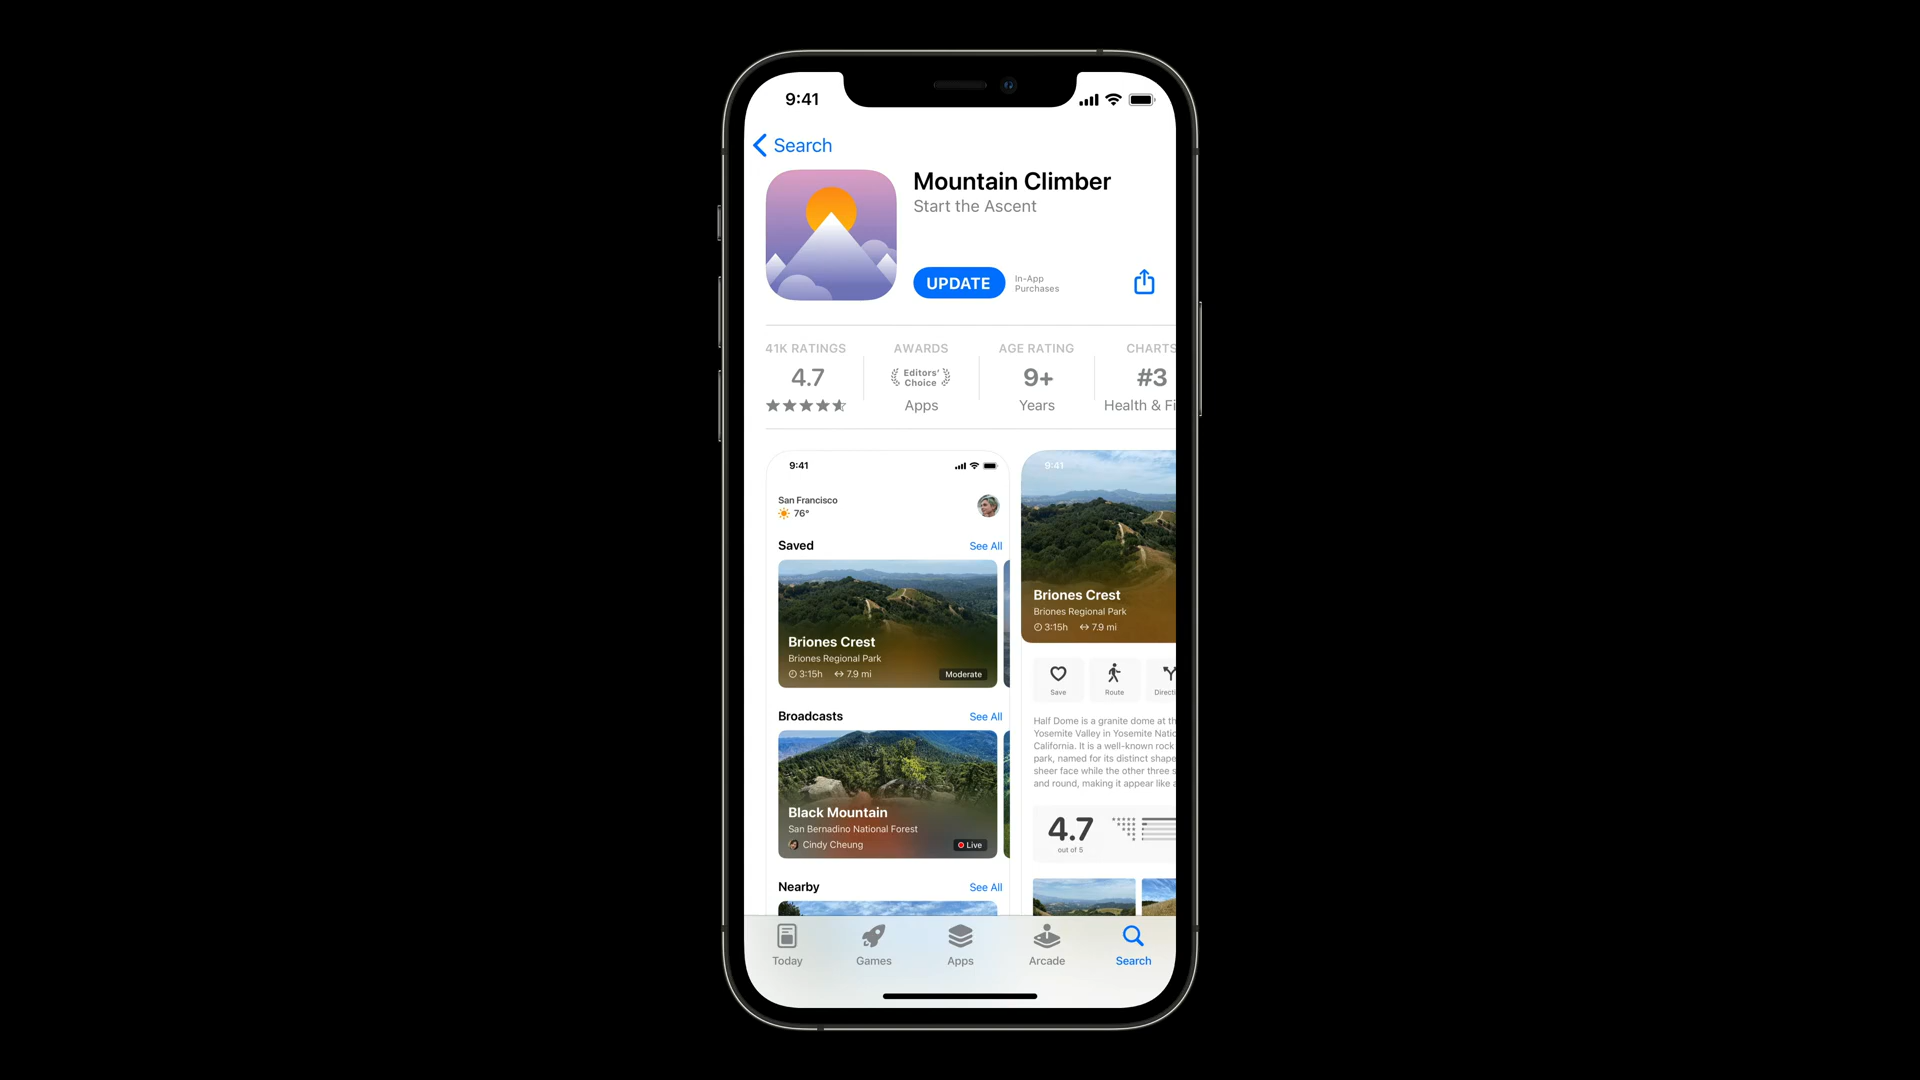 9:41
Search
Mountain Climber
Start the Ascent
UPDATE
In-App
Purchases
41K RATINGS
4.7
AWARDS
Editors'
Choice
Apps
AGE RATING
9+
Years
CHARTS
#3
Health & Fi
9:41
San Francisco
76°
Saved
See All
Briones Crest
Briones Regional Park
3:15h
7.9 mi
Moderate
Broadcasts
See All
Black Mountain
San Bernadino National Forest
Cindy Cheung
Live
Nearby
See All
9:41
Briones Crest
Briones Regional Park
3:15h
7.9 mi
Save
Route
Directi
Half Dome is a granite dome at th
Yosemite Valley in Yosemite Natio
California. It is a well-known rock
park, named for its distinct shape
sheer face while the other three s
and round, making it appear like a
4.7
out of 5
Today
Games
Apps
Arcade
Search